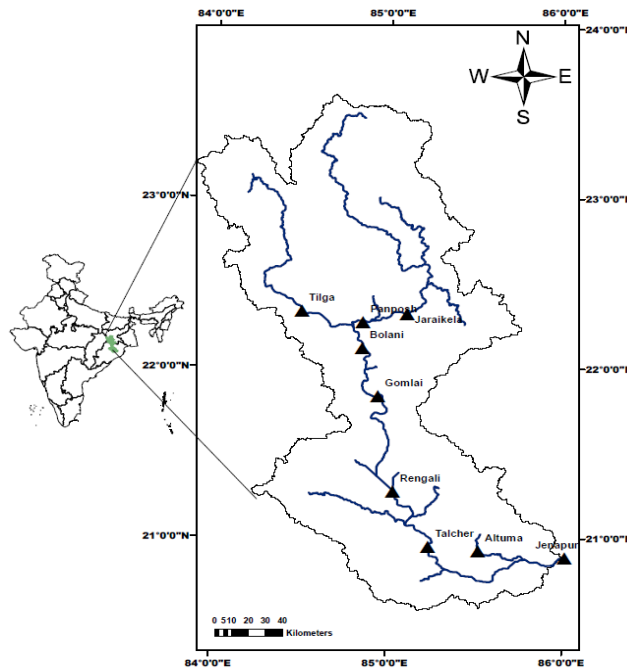 84°0'0"E 85°0'0"E 86°0'0"E
24°0'0"N
N
W E
S
23°0'0"N 23°0'0"N
Tilga
Panposh
Jaraikela
Bolani
22°0'0"N 22°0'0"N
Gomlai
Rengali
21°0'0"N 21°0'0"N
Talcher Altuma Jenapur
0 5 10 20 30 40
Kilometers
84°0'0"E 85°0'0"E 86°0'0"E